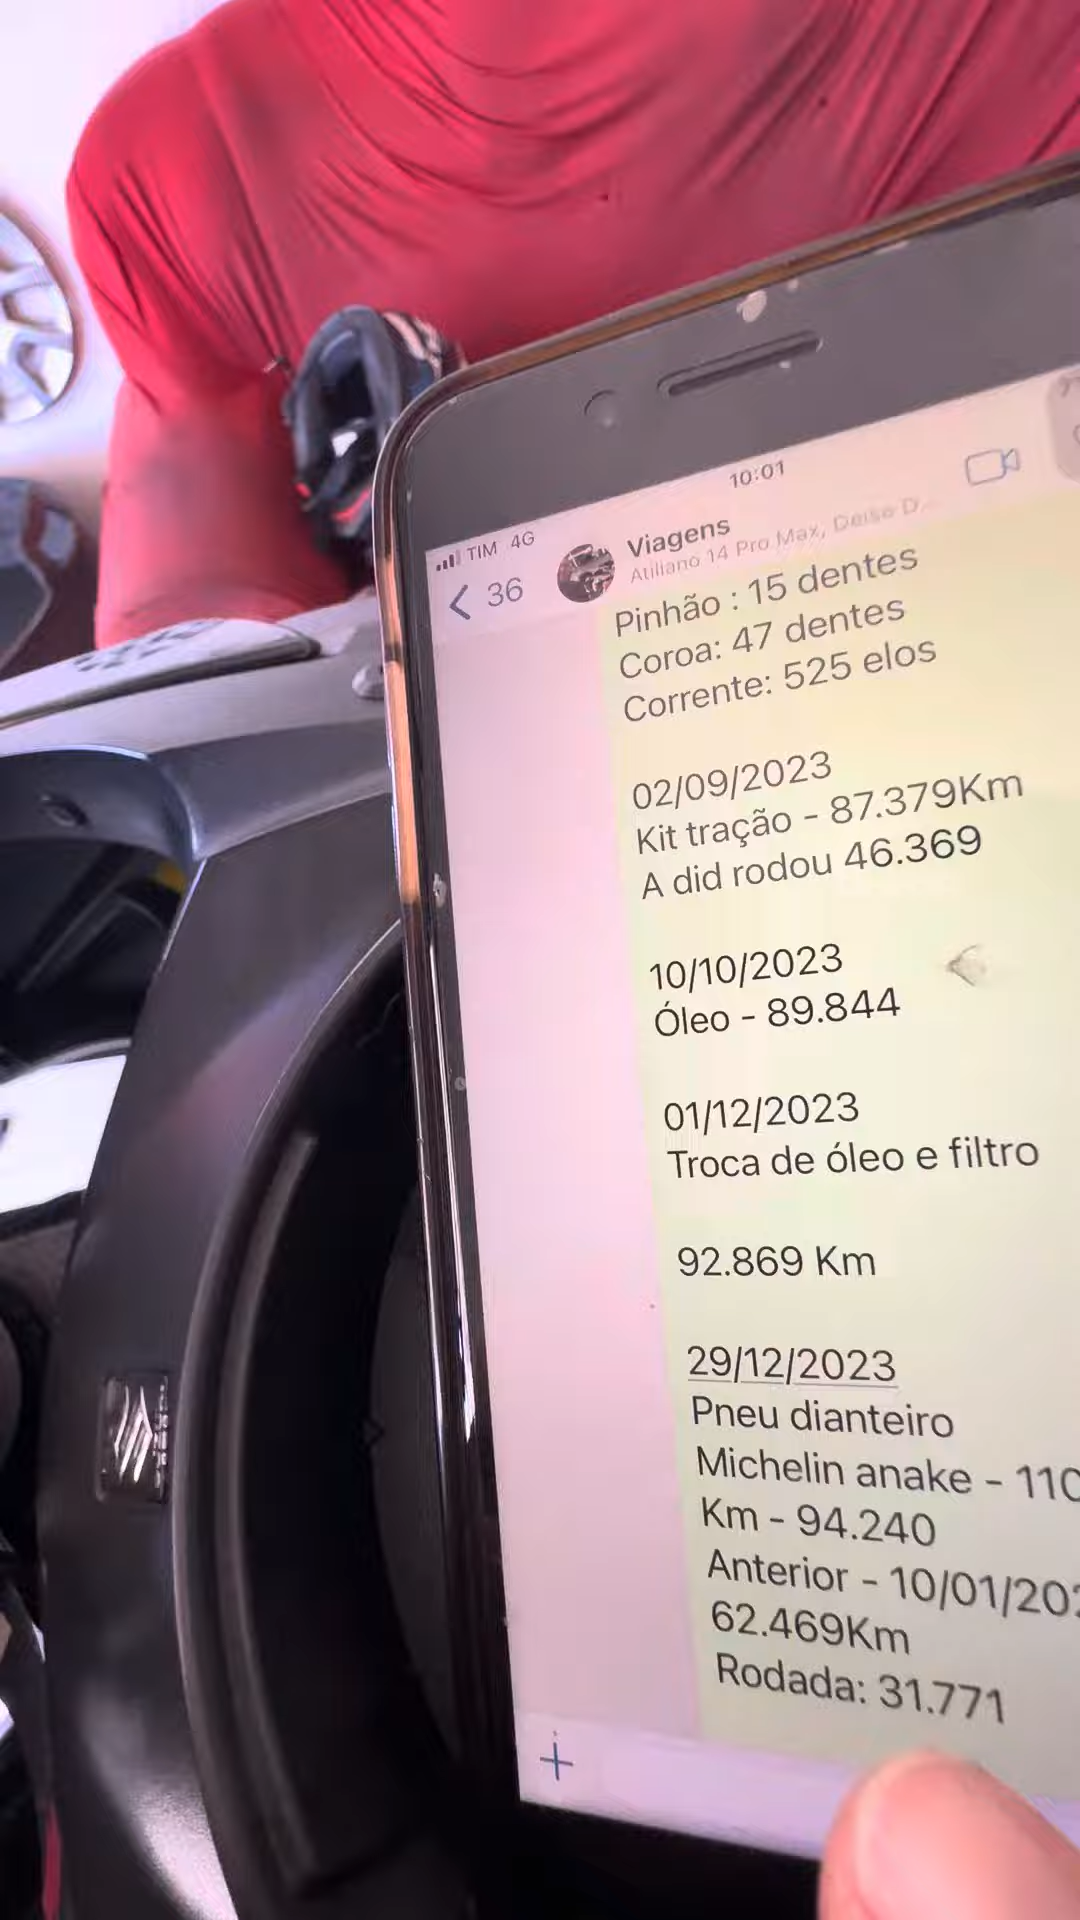 10:01
TIM 4G
36
Viagens
Atiliano 14 Pro Max, Deise D...
Pinhão : 15 dentes
Coroa: 47 dentes
Corrente: 525 elos
02/09/2023
Kit tração - 87.379Km
A did rodou 46.369
10/10/2023
Óleo - 89.844
01/12/2023
Troca de óleo e filtro
92.869 Km
29/12/2023
Pneu dianteiro
Michelin anake - 110
Km - 94.240
Anterior - 10/01/202
62.469Km
Rodada: 31.771